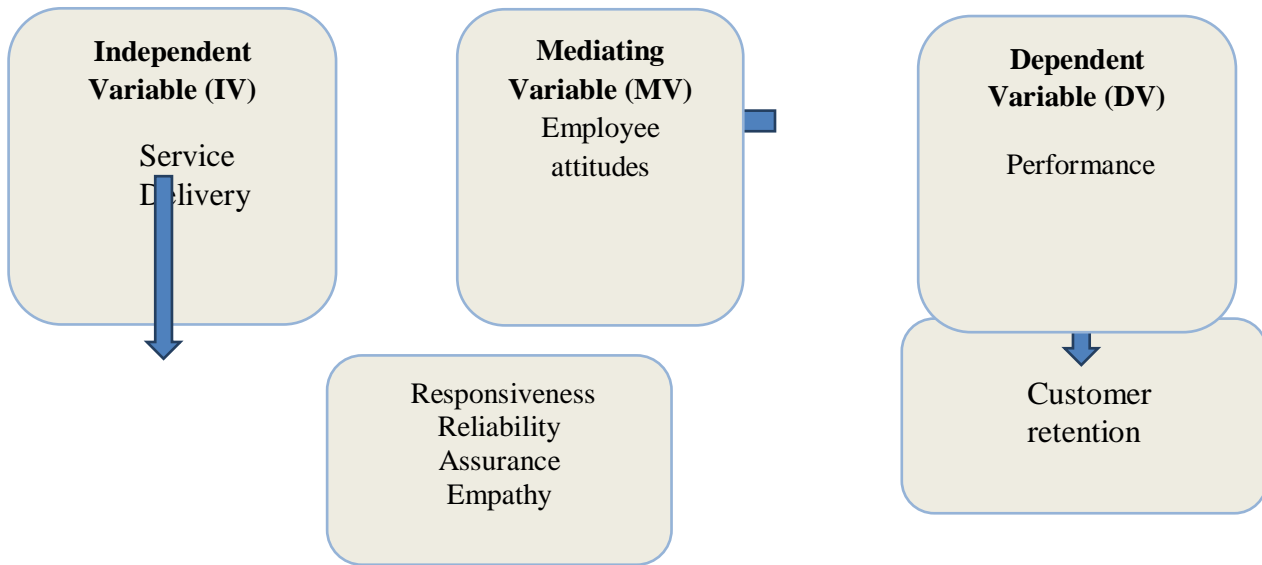 Independent
Variable (IV)
Service
Delivery
Mediating
Variable (MV)
Employee
attitudes
Dependent
Variable (DV)
Performance
Responsiveness
Reliability
Assurance
Empathy
Customer
retention